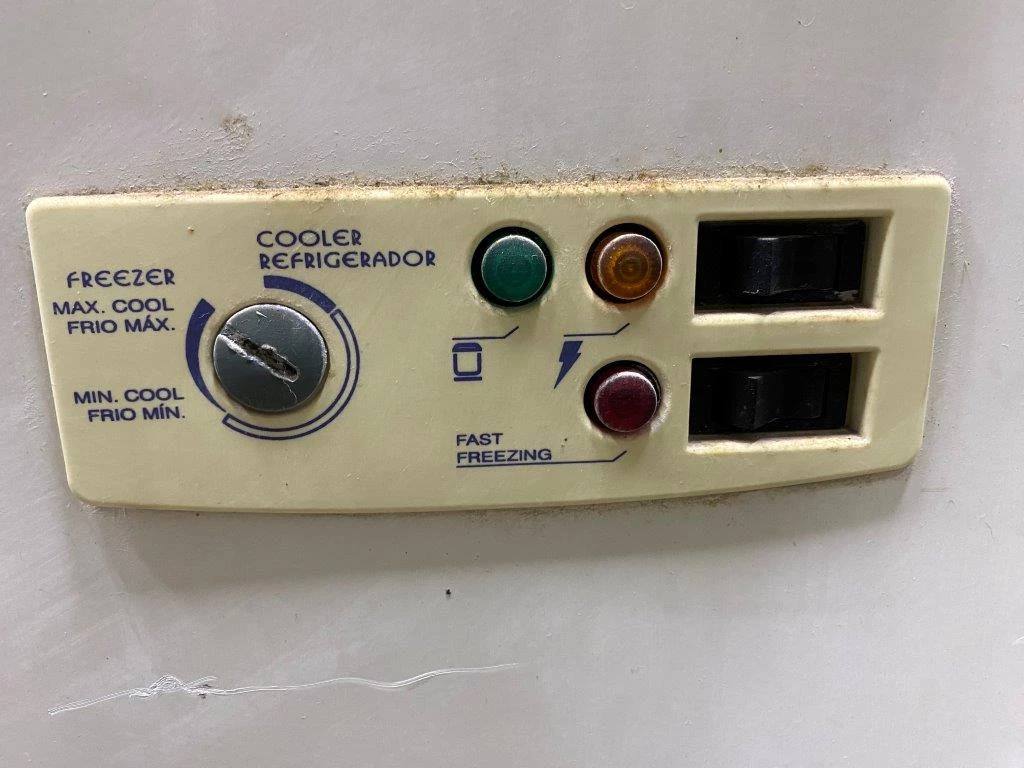 COOLER
REFRIGERADOR
FREEZER
MAX. COOL
FRIO MÁX.
MIN. COOL
FRIO MÍN.
FAST
FREEZING